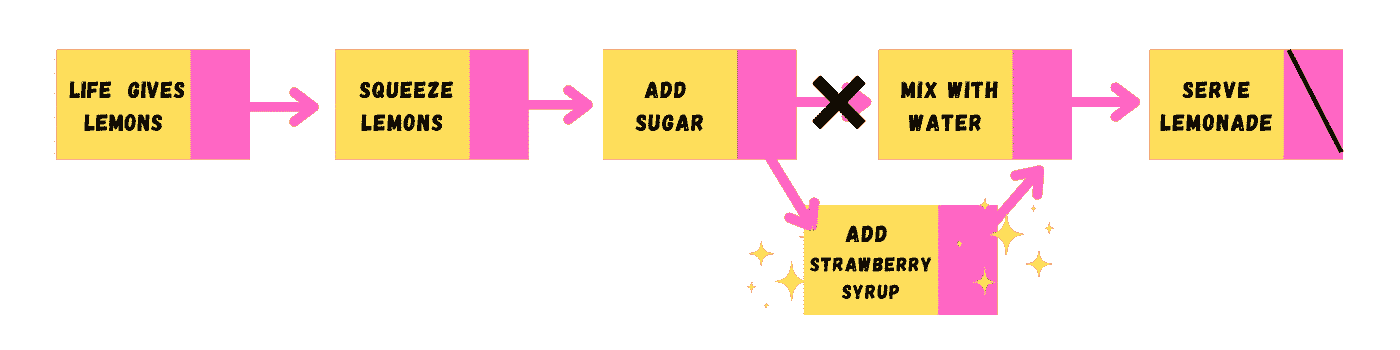 LIFE GIVES
LEMONS
SQUEEZE
LEMONS
ADD
SUGAR
MIX WITH
WATER
SERVE
LEMONADE
ADD
STRAWBERRY
SYRUP